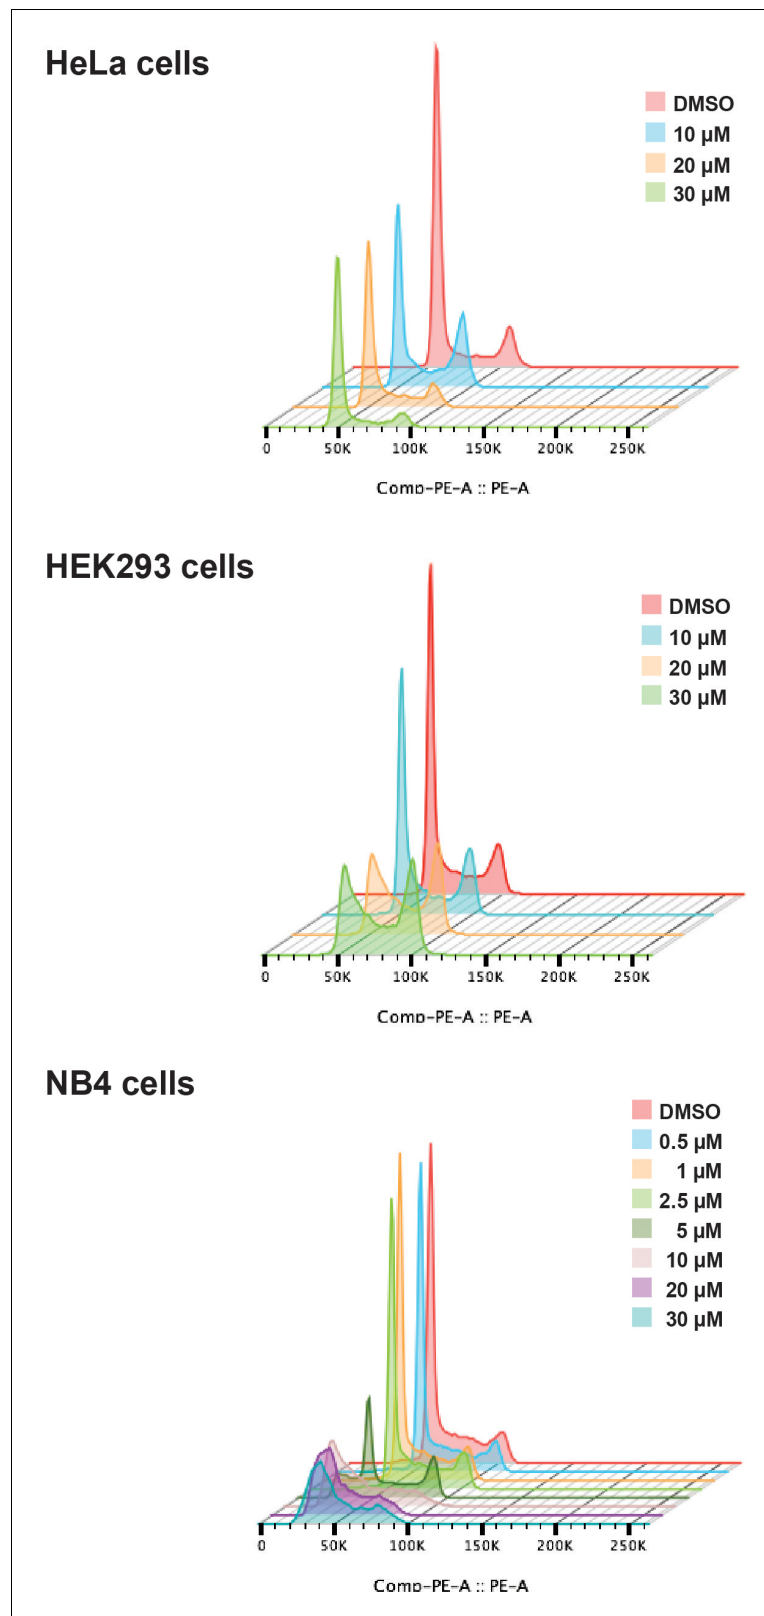 HeLa cells
DMSO
10 µM
20 µM
30 µM
0 50K 100K 150K 200K 250K
Comp-PE-A :: PE-A
HEK293 cells
DMSO
10 µM
20 µM
30 µM
0 50K 100K 150K 200K 250K
Comp-PE-A :: PE-A
NB4 cells
DMSO
0.5 µM
1 µM
2.5 µM
5 µM
10 µM
20 µM
30 µM
0 50K 100K 150K 200K 250K
Comp-PE-A :: PE-A